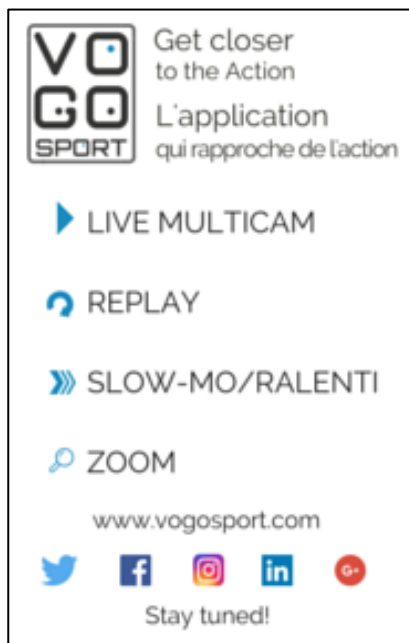 VO
GO
SPORT
Get closer
to the Action
L'application
qui rapproche de l'action
LIVE MULTICAM
REPLAY
SLOW-MO/RALENTI
ZOOM
www.vogosport.com
f
in
G+
Stay tuned!